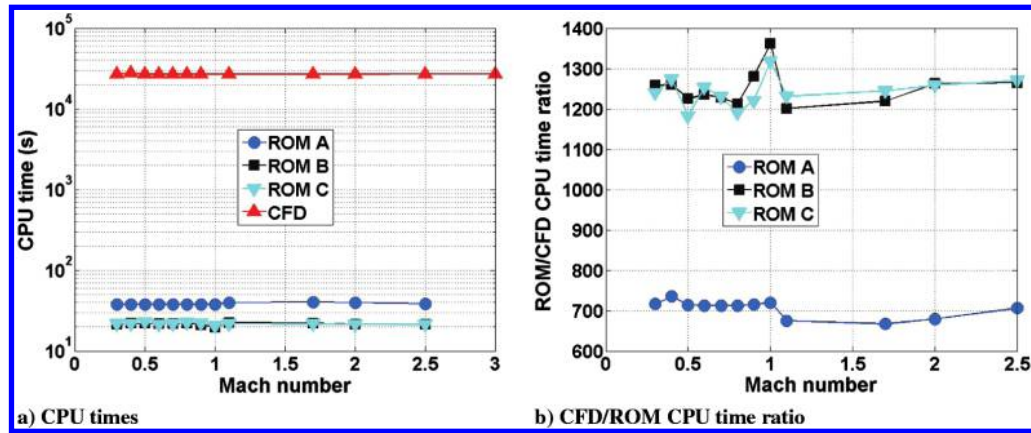 10^5
10^4
10^3
10^2
10^1
CPU time (s)
ROM A
ROM B
ROM C
CFD
0 0.5 1 1.5 2 2.5 3
Mach number
a) CPU times
1400
1300
1200
1100
1000
900
800
700
600
ROM/CFD CPU time ratio
ROM A
ROM B
ROM C
0 0.5 1 1.5 2 2.5
Mach number
b) CFD/ROM CPU time ratio